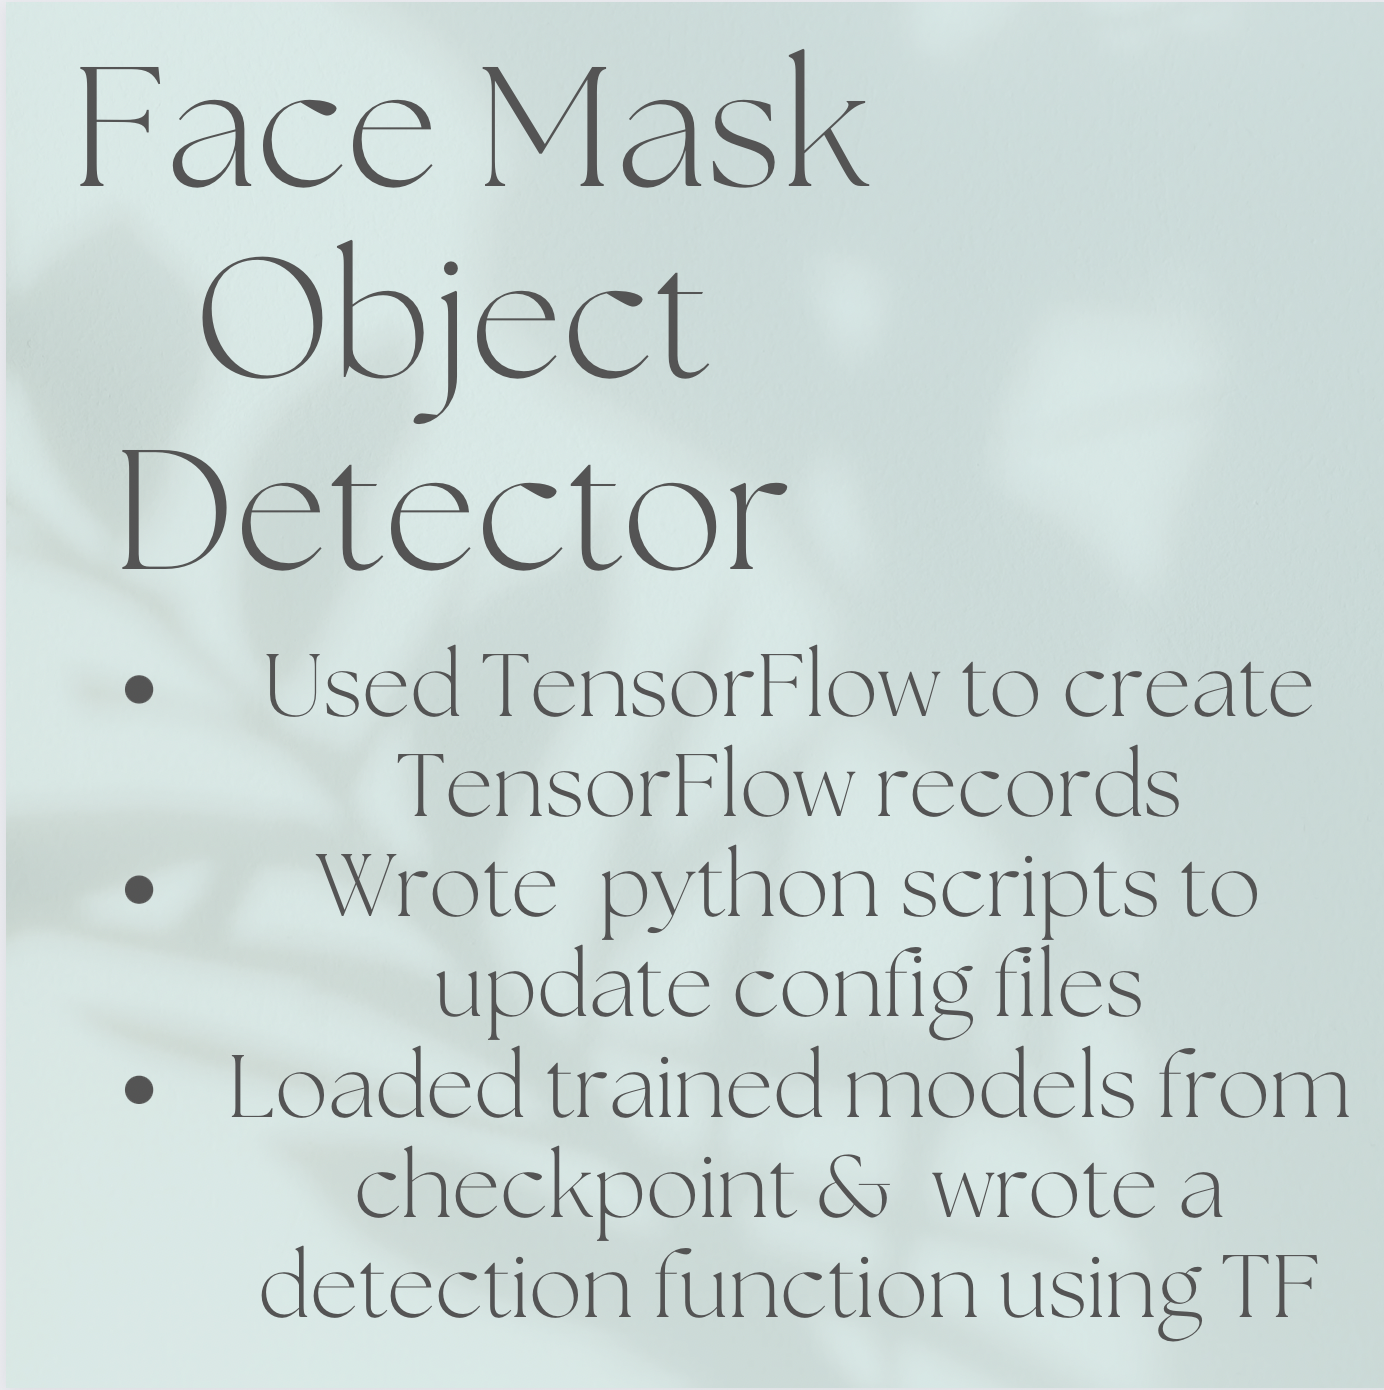 Face Mask
Object
Detector
• Used TensorFlow to create
TensorFlow records
• Wrote python scripts to
update config files
• Loaded trained models from
checkpoint & wrote a
detection function using TF